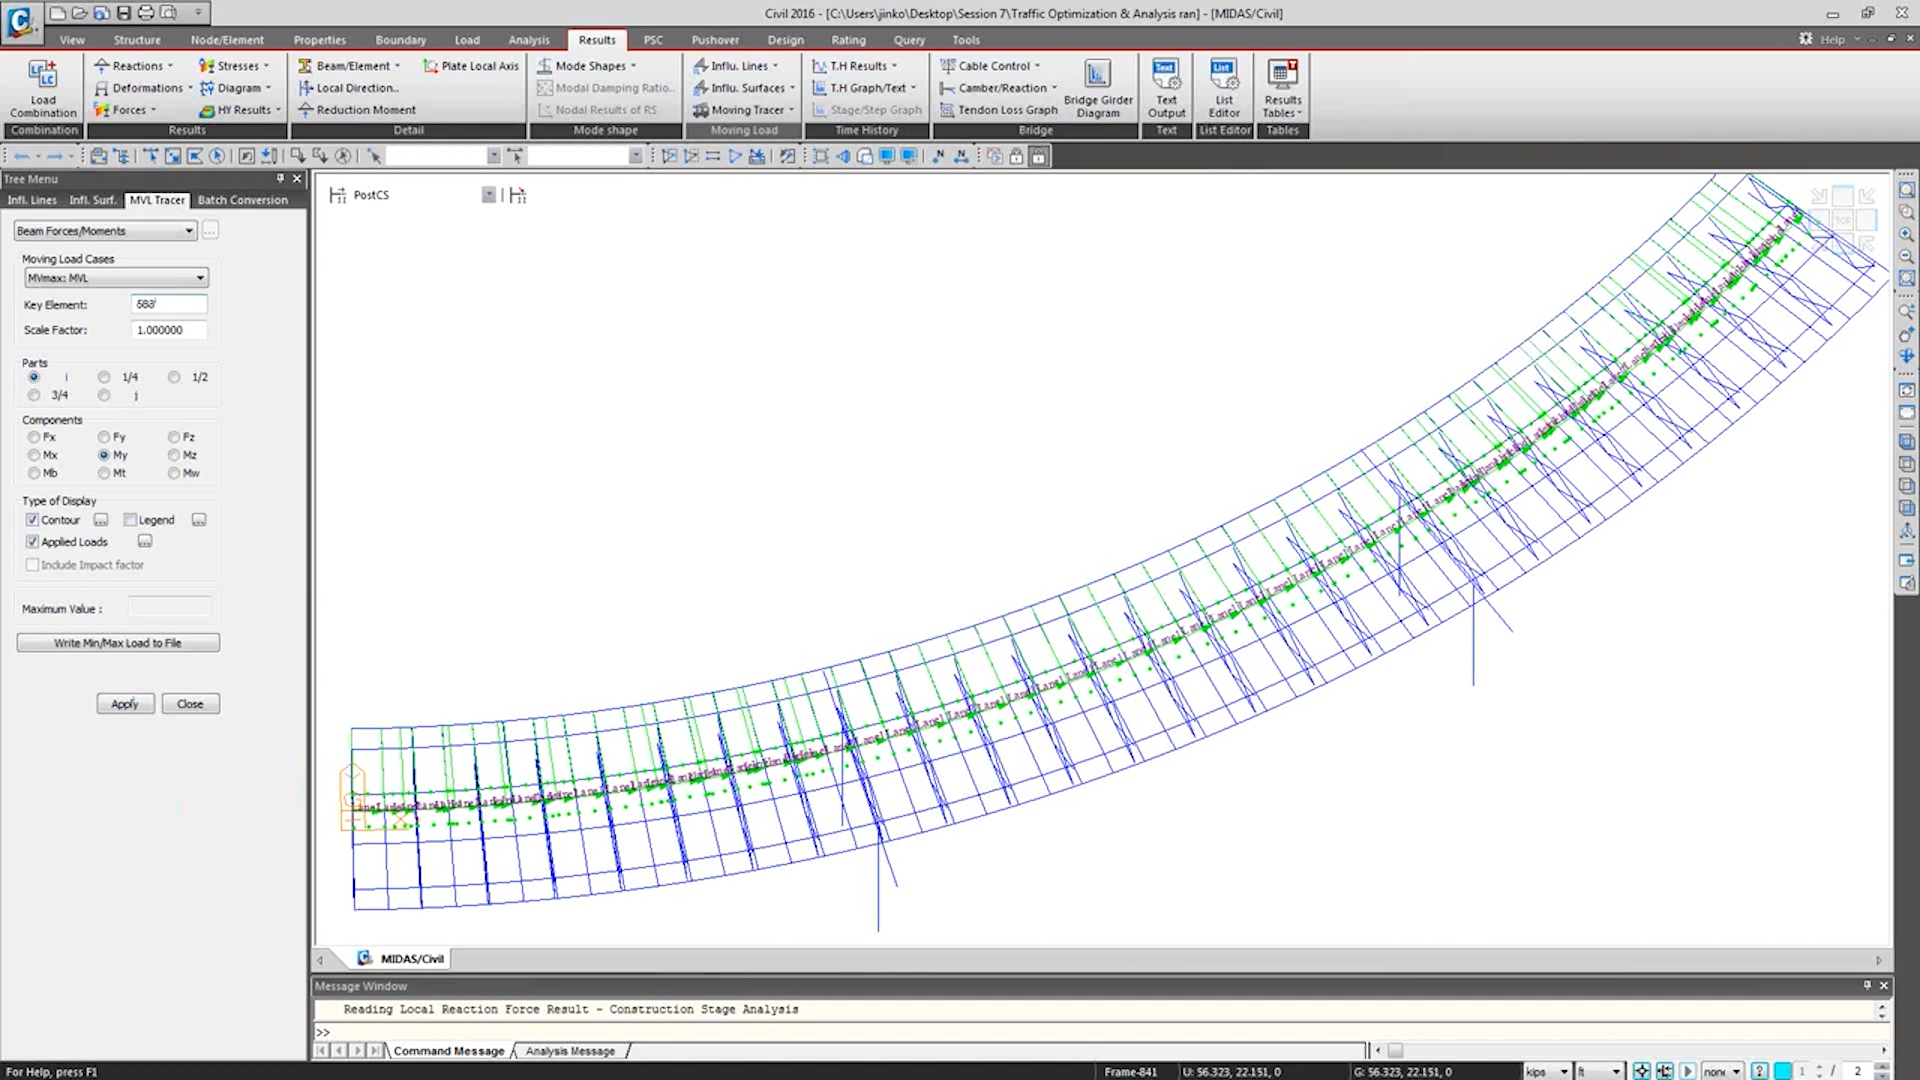 Civil 2016 - [C:\Users\jinko\Desktop\Session 7\Traffic Optimization & Analysis ran] - [MIDAS/Civil]
View Structure Node/Element Properties Boundary Load Analysis Results PSC Pushover Design Rating Query Tools Help
Load Combination
Reactions Stresses
Deformations Diagram
Forces HY Results
Beam/Element Plate Local Axis
Local Direction...
Reduction Moment
Mode Shapes
Modal Damping Ratio...
Nodal Results of RS
Influ. Lines
Influ. Surfaces
Moving Tracer
T.H Results
T.H Graph/Text
Stage/Step Graph
Cable Control
Camber/Reaction
Tendon Loss Graph
Bridge Girder Diagram
Text Output
List Editor
Results Tables
Combination Results Detail Mode shape Moving Load Time History Bridge Text List Editor Tables
Tree Menu
Infl. Lines Infl. Surf. MVL Tracer Batch Conversion
PostCS
Beam Forces/Moments
Moving Load Cases
MVmax: MVL
Key Element: 588
Scale Factor: 1.000000
Parts
i 1/4 1/2
3/4 j
Components
Fx Fy Fz
Mx My Mz
Mb Mt Mw
Type of Display
Contour Legend
Applied Loads
Include Impact factor
Maximum Value :
Write Min/Max Load to File
Apply Close
TOP
MIDAS/Civil
Message Window
Reading Local Reaction Force Result - Construction Stage Analysis
>>
Command Message Analysis Message
For Help, press F1
Frame-841 U: 56.323, 22.151, 0 G: 56.323, 22.151, 0 kips ft none 1 / 2